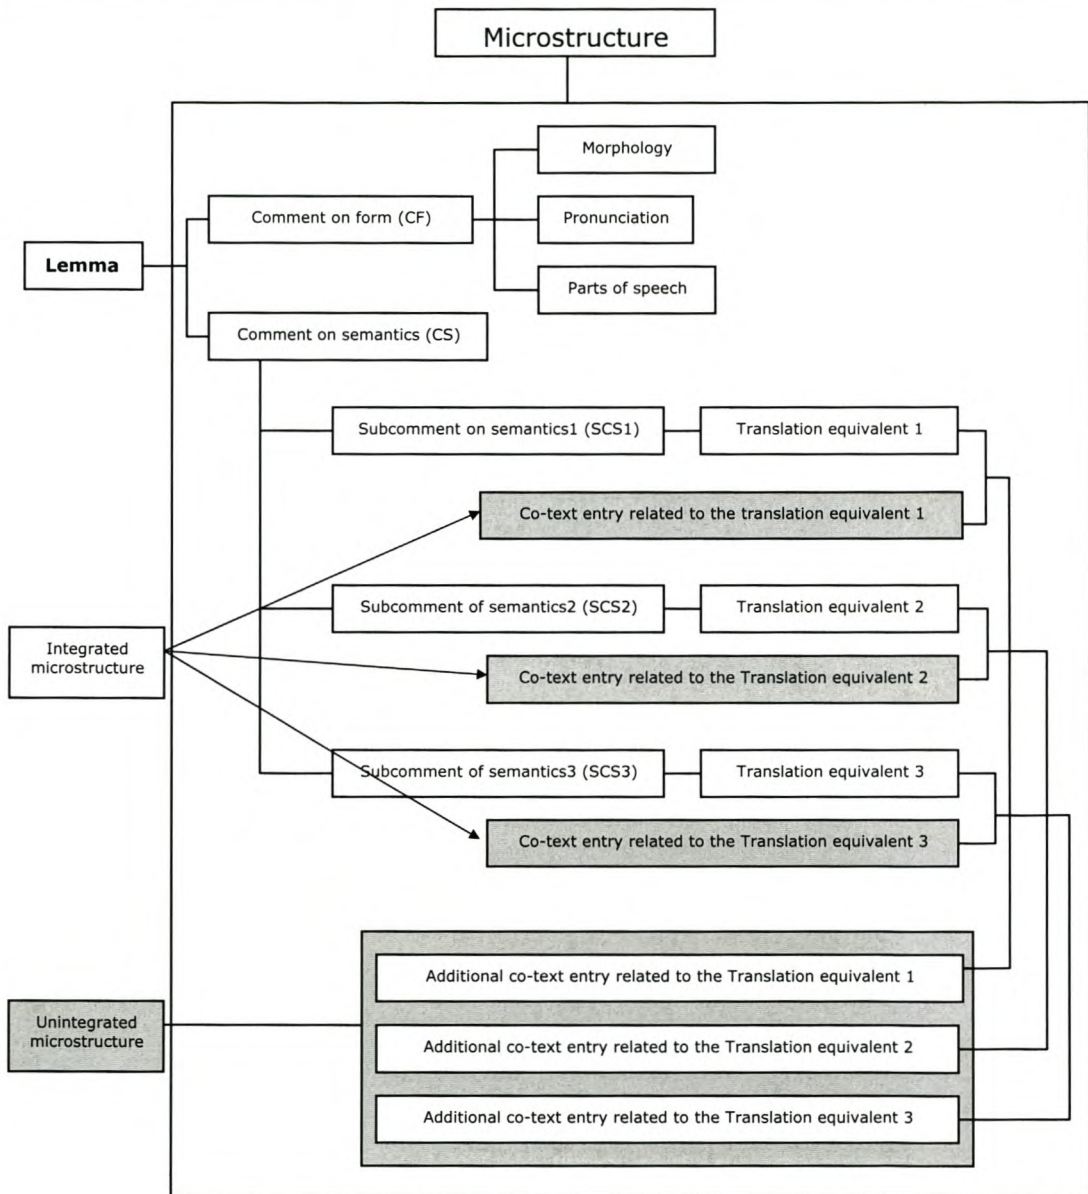 Microstructure
Morphology
Comment on form (CF)
Pronunciation
Lemma
Parts of speech
Comment on semantics (CS)
Subcomment on semantics1 (SCS1)
Translation equivalent 1
Co-text entry related to the translation equivalent 1
Subcomment of semantics2 (SCS2)
Translation equivalent 2
Integrated
microstructure
Co-text entry related to the Translation equivalent 2
Subcomment of semantics3 (SCS3)
Translation equivalent 3
Co-text entry related to the Translation equivalent 3
Additional co-text entry related to the Translation equivalent 1
Unintegrated
microstructure
Additional co-text entry related to the Translation equivalent 2
Additional co-text entry related to the Translation equivalent 3